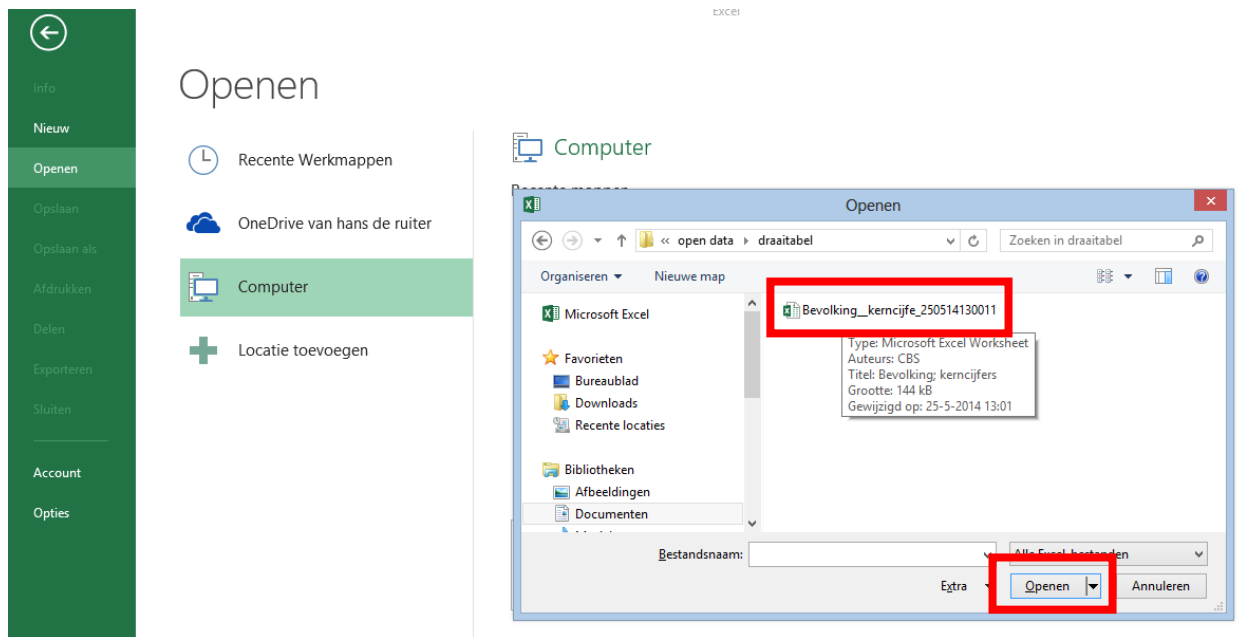 Excel
Info
Nieuw
Openen
Opslaan
Opslaan als
Afdrukken
Delen
Exporteren
Sluiten
Account
Opties
Openen
Recente Werkmappen
OneDrive van hans de ruiter
Computer
Locatie toevoegen
Computer
Recente mappen
Openen
« open data draaitabel
Zoeken in draaitabel
Organiseren Nieuwe map
Microsoft Excel
Favorieten
Bureaublad
Downloads
Recente locaties
Bibliotheken
Afbeeldingen
Documenten
Bevolking__kerncijfe_250514130011
Type: Microsoft Excel Worksheet
Auteurs: CBS
Titel: Bevolking; kerncijfers
Grootte: 144 kB
Gewijzigd op: 25-5-2014 13:01
Bestandsnaam:
Alle Excel-bestanden
Extra Openen Annuleren